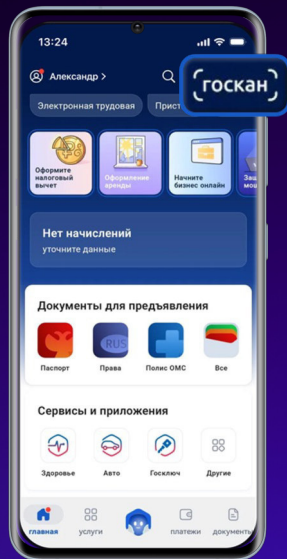 13:24
Александр >
госкан
Электронная трудовая
Прист
Оформите
налоговый
вычет
Оформление
аренды
Начните
бизнес онлайн
Нет начислений
уточните данные
Документы для предъявления
RUS
Паспорт
Права
Полис ОМС
Все
Сервисы и приложения
Здоровье
Авто
Госключ
Другие
главная
услуги
платежи
документы